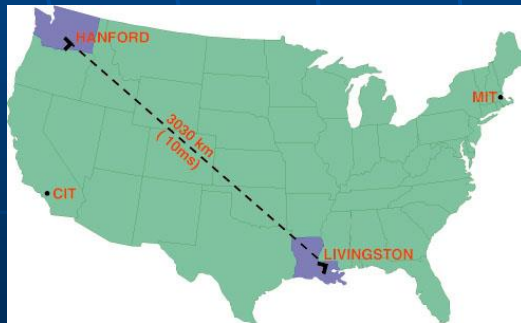 HANFORD
MIT
3030 km
( 10ms)
CIT
LIVINGSTON